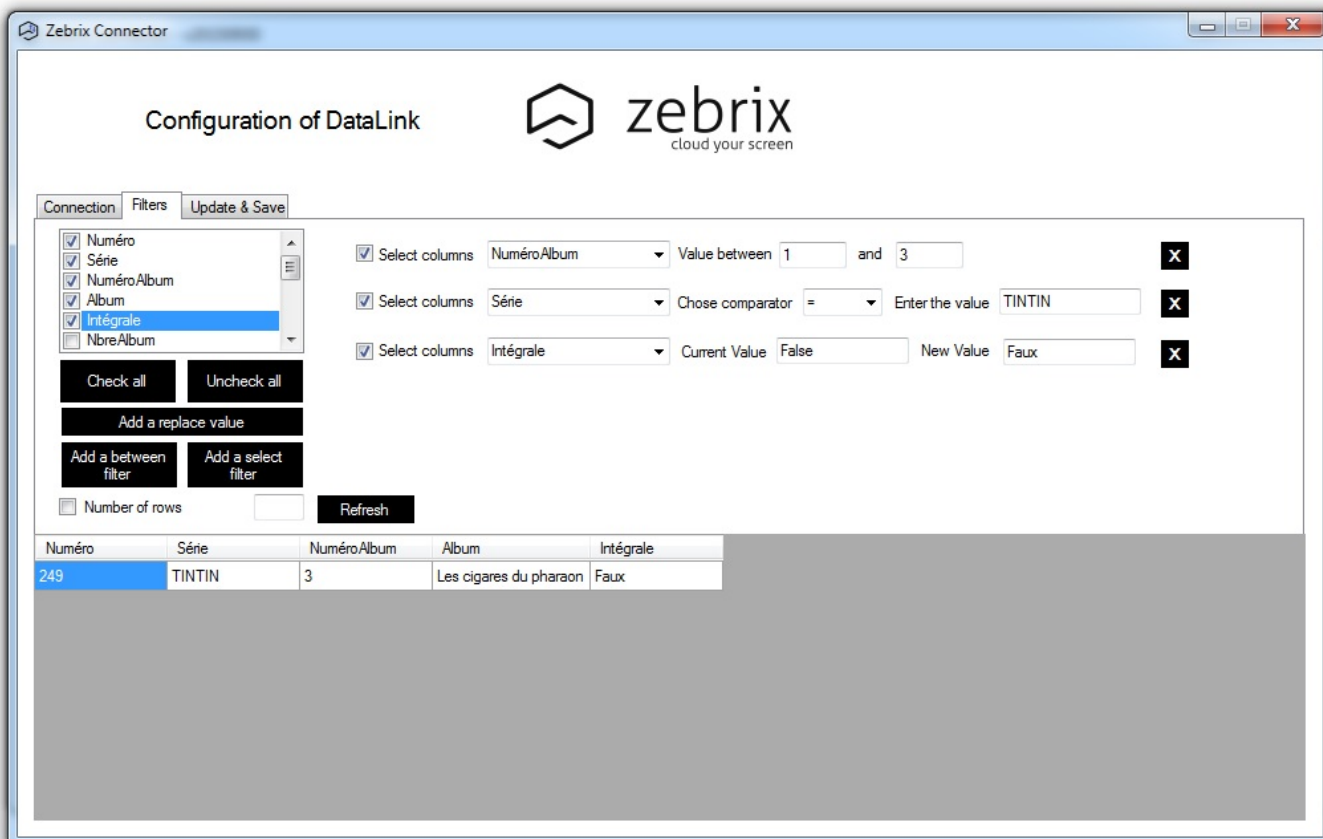 Zebrix Connector
X
Configuration of DataLink
zebrix
cloud your screen
Connection Filters Update & Save
Numéro
Série
NuméroAlbum
Album
Intégrale
NbreAlbum
Check all Uncheck all
Add a replace value
Add a between filter
Add a select filter
Number of rows Refresh
Select columns NuméroAlbum Value between 1 and 3 X
Select columns Série Chose comparator = Enter the value TINTIN X
Select columns Intégrale Current Value False New Value Faux X
Numéro Série NuméroAlbum Album Intégrale
249 TINTIN 3 Les cigares du pharaon Faux